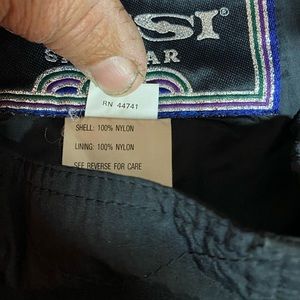 RN 44741
SHELL: 100% NYLON
LINING: 100% NYLON
SEE REVERSE FOR CARE